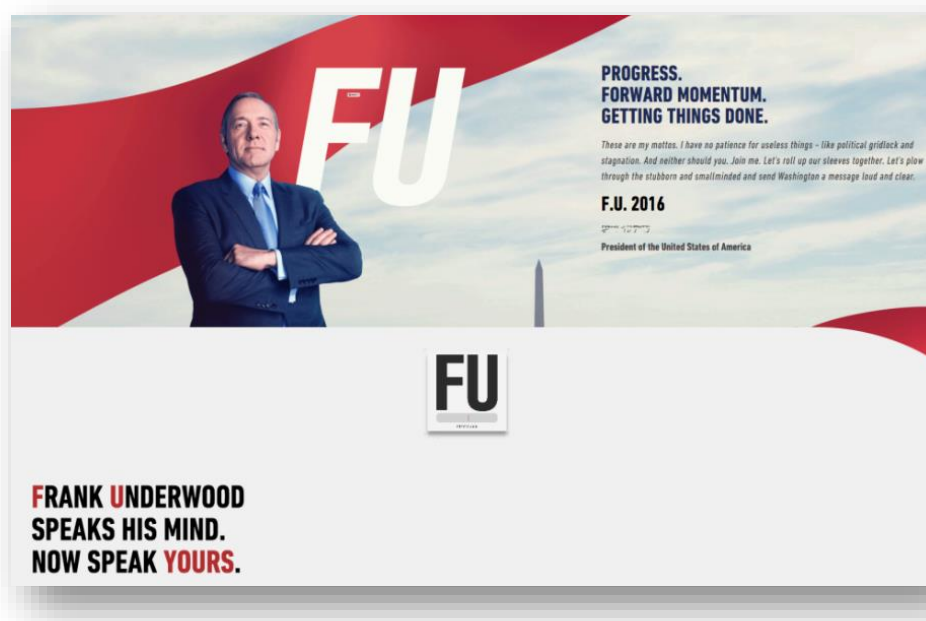 FU
PROGRESS.
FORWARD MOMENTUM.
GETTING THINGS DONE.
These are my mottos. I have no patience for useless things – like political gridlock and
stagnation. And neither should you. Join me. Let's roll up our sleeves together. Let's plow
through the stubborn and smallminded and send Washington a message loud and clear.
F.U. 2016
President of the United States of America
FU
FRANK UNDERWOOD
SPEAKS HIS MIND.
NOW SPEAK YOURS.